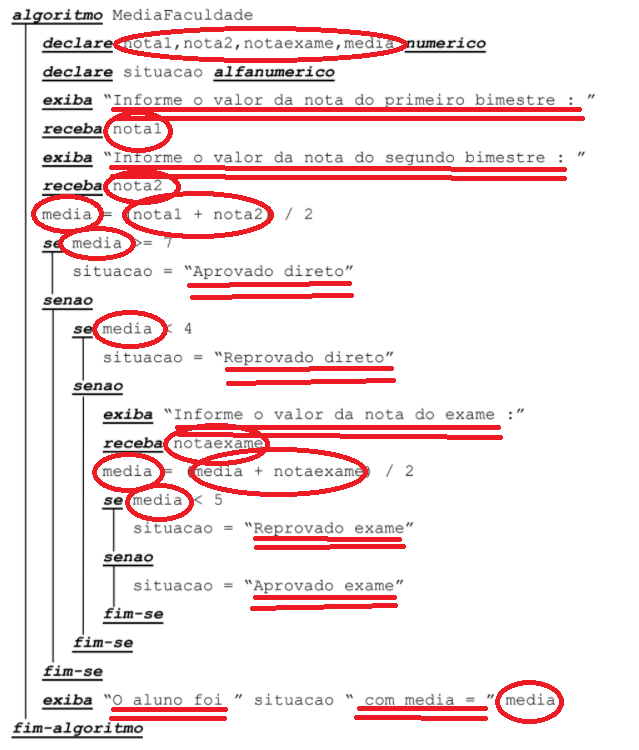 algoritmo MediaFaculdade
declare nota1,nota2,notaexame,media numerico
declare situacao alfanumerico
exiba “Informe o valor da nota do primeiro bimestre : ”
receba nota1
exiba “Informe o valor da nota do segundo bimestre : ”
receba nota2
media = (nota1 + nota2) / 2
se media >= 7
situacao = “Aprovado direto”
senao
se media < 4
situacao = “Reprovado direto”
senao
exiba “Informe o valor da nota do exame :”
receba notaexame
media = (media + notaexame) / 2
se media < 5
situacao = “Reprovado exame”
senao
situacao = “Aprovado exame”
fim-se
fim-se
fim-se
exiba “O aluno foi ” situacao “ com media = ” media
fim-algoritmo